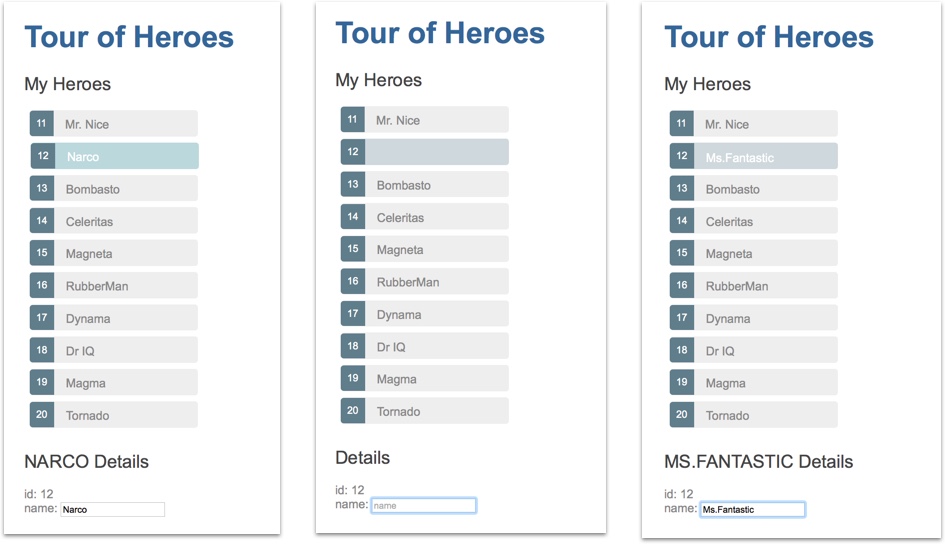 Tour of Heroes
My Heroes
11 Mr. Nice
12 Narco
13 Bombasto
14 Celeritas
15 Magneta
16 RubberMan
17 Dynama
18 Dr IQ
19 Magma
20 Tornado
NARCO Details
id: 12
name: Narco
Tour of Heroes
My Heroes
11 Mr. Nice
12
13 Bombasto
14 Celeritas
15 Magneta
16 RubberMan
17 Dynama
18 Dr IQ
19 Magma
20 Tornado
Details
id: 12
name: name
Tour of Heroes
My Heroes
11 Mr. Nice
12 Ms.Fantastic
13 Bombasto
14 Celeritas
15 Magneta
16 RubberMan
17 Dynama
18 Dr IQ
19 Magma
20 Tornado
MS.FANTASTIC Details
id: 12
name: Ms.Fantastic